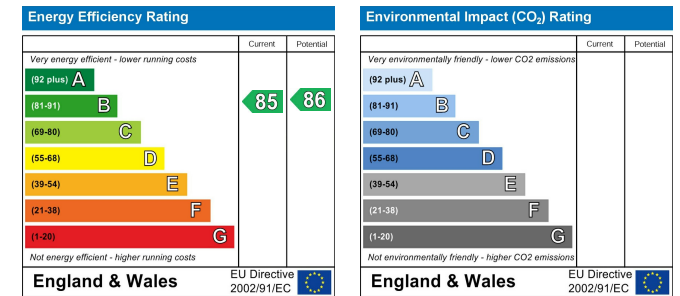 Energy Efficiency Rating
Current Potential
Very energy efficient - lower running costs
(92 plus) A
(81-91) B
85 86
(69-80) C
(55-68) D
(39-54) E
(21-38) F
(1-20) G
Not energy efficient - higher running costs
England & Wales
EU Directive
2002/91/EC
Environmental Impact (CO₂) Rating
Current Potential
Very environmentally friendly - lower CO2 emissions
(92 plus) A
(81-91) B
(69-80) C
(55-68) D
(39-54) E
(21-38) F
(1-20) G
Not environmentally friendly - higher CO2 emissions
England & Wales
EU Directive
2002/91/EC